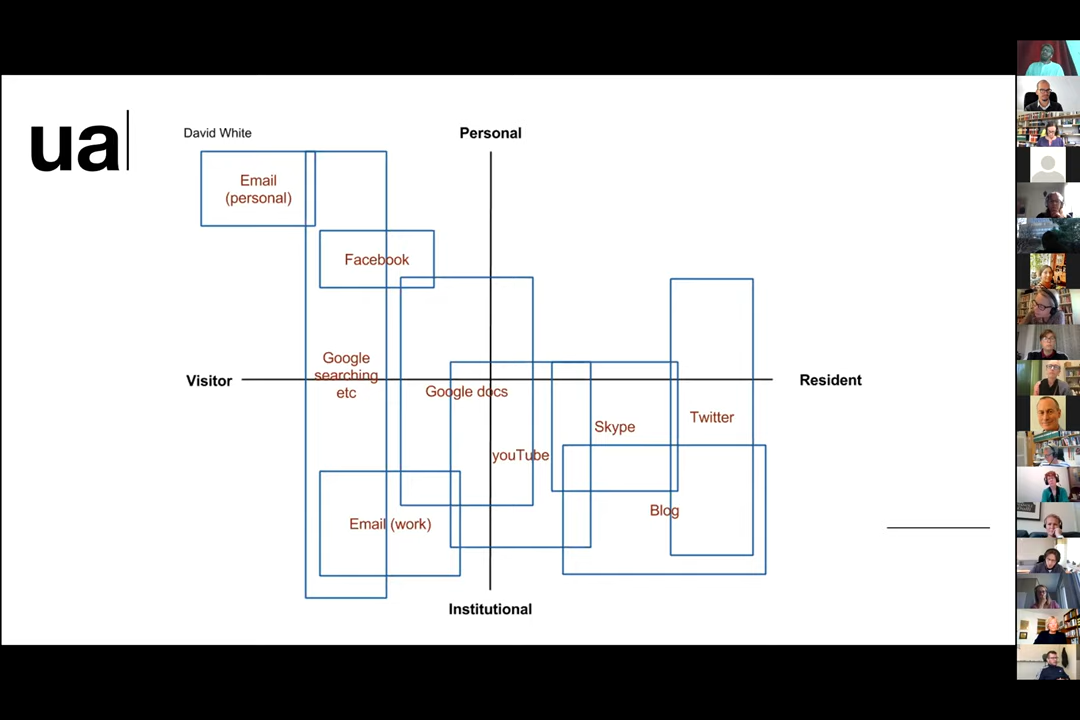 ual
David White
Personal
Email
(personal)
Facebook
Google
searching
etc
Visitor
Resident
Google docs
Skype
Twitter
youTube
Email (work)
Blog
Institutional